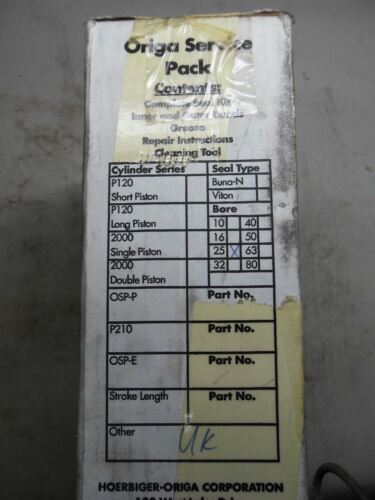 Origa Service
Pack
Contents:
Complete Seal Kit
Inner and Outer Bands
Grease
Repair Instructions
Cleaning Tool
Cylinder Series Seal Type
P120 Buna-N
Short Piston Viton
P120 Bore
Long Piston 10 40
2000 16 50
Single Piston 25 X 63
2000 32 80
Double Piston
OSP-P Part No.
P210 Part No.
OSP-E Part No.
Stroke Length Part No.
Other UK
HOERBIGER-ORIGA CORPORATION